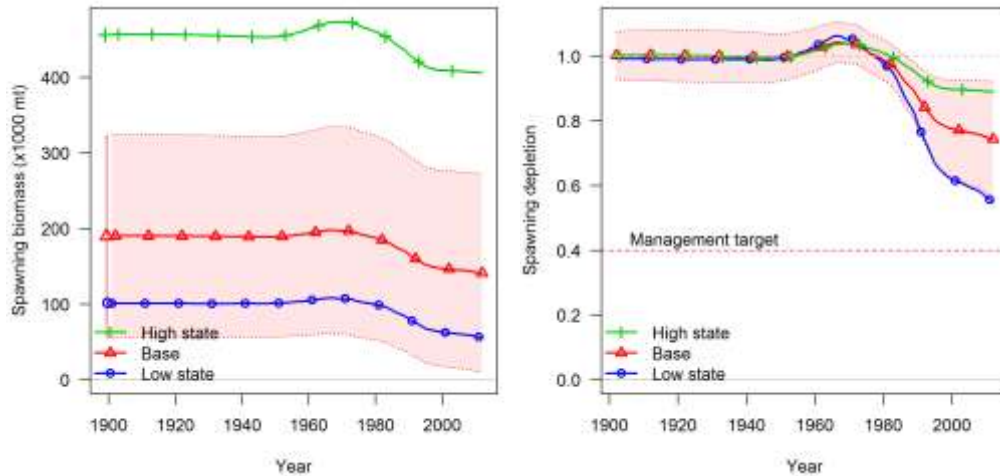 Spawning biomass (x1000 mt)
400
300
200
100
0
High state
Base
Low state
1900 1920 1940 1960 1980 2000
Year
Spawning depletion
1.0
0.8
0.6
0.4
0.2
0.0
Management target
High state
Base
Low state
1900 1920 1940 1960 1980 2000
Year